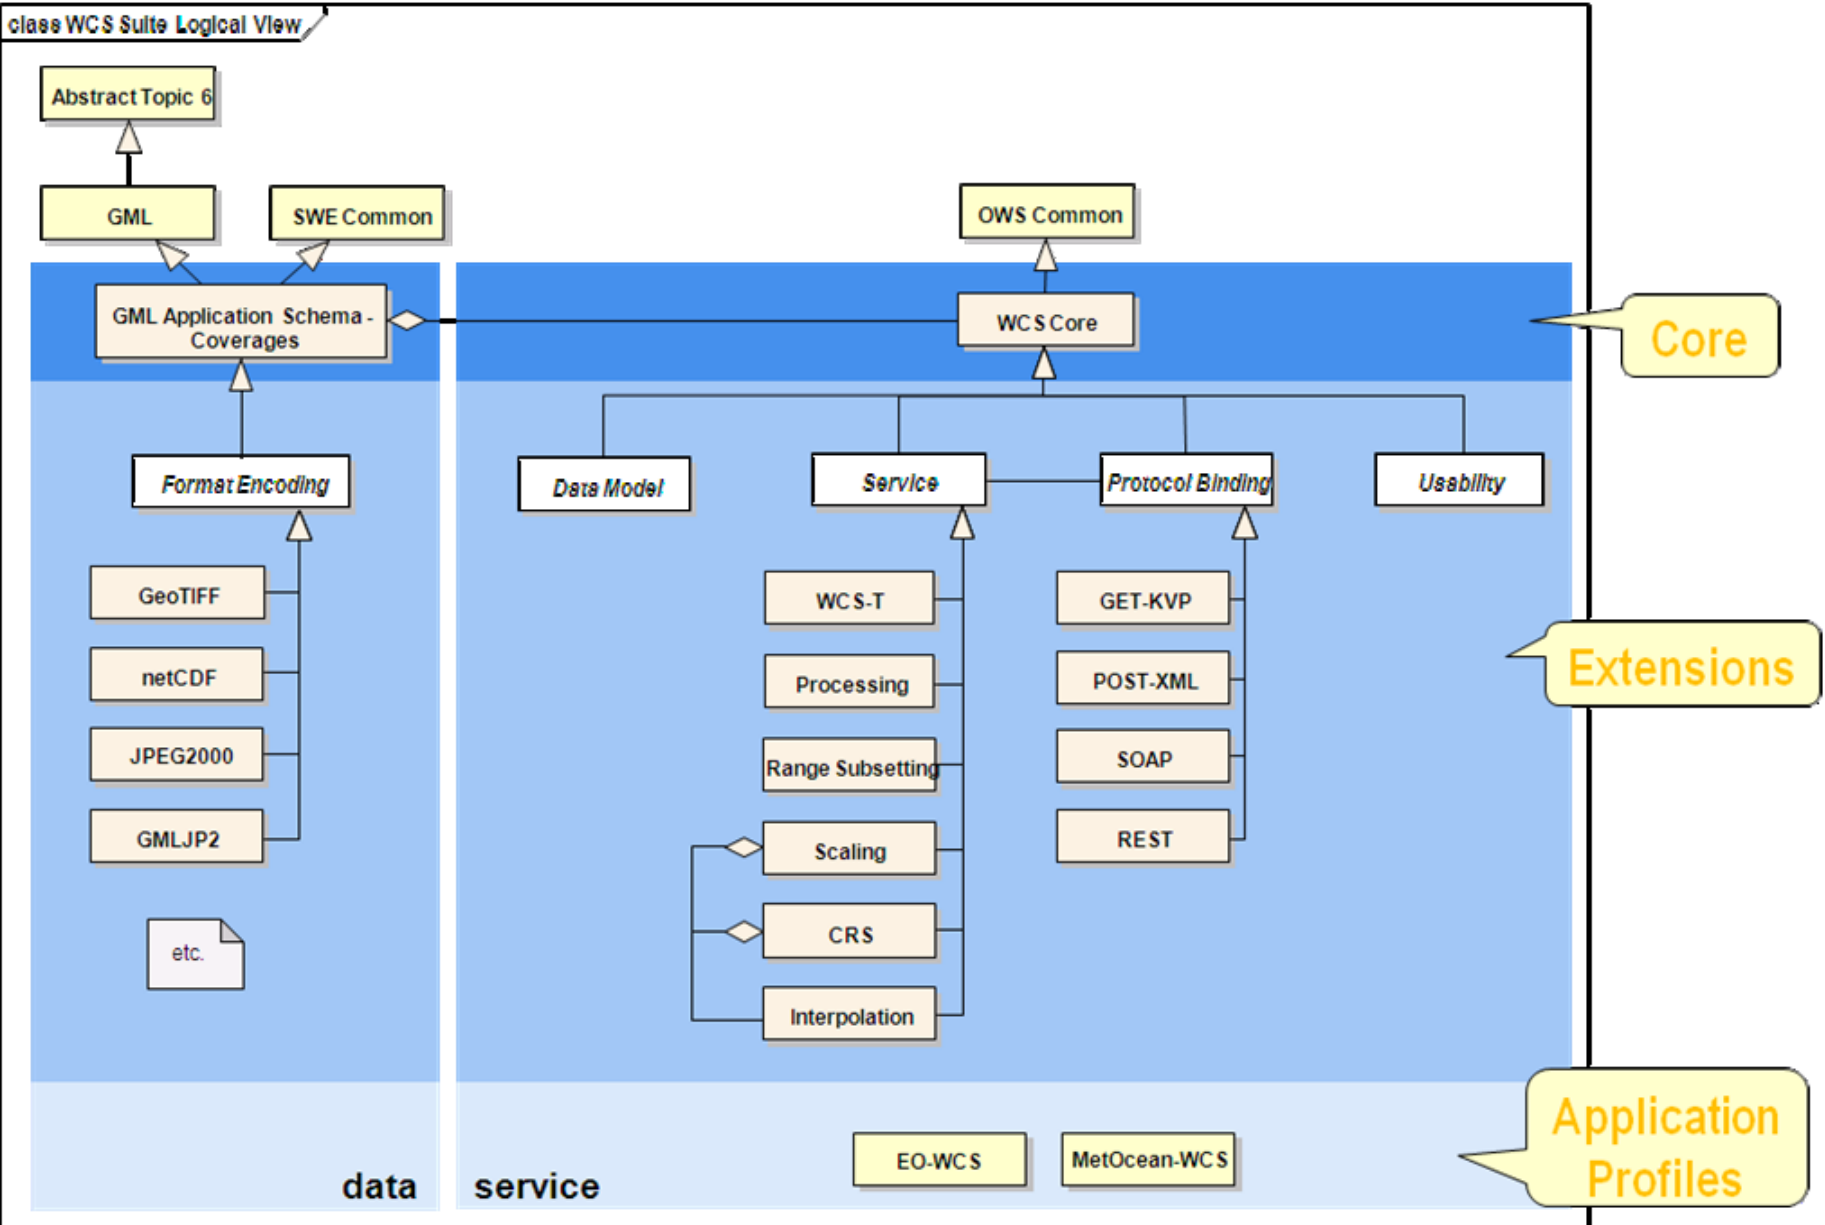 class WCS Suite Logical View
Abstract Topic 6
GML
SWE Common
OWS Common
GML Application Schema -
Coverages
WCS Core
Core
Format Encoding
Data Model
Service
Protocol Binding
Usability
GeoTIFF
netCDF
JPEG2000
GMLJP2
etc.
WCS-T
Processing
Range Subsetting
Scaling
CRS
Interpolation
GET-KVP
POST-XML
SOAP
REST
Extensions
EO-WCS
MetOcean-WCS
Application
Profiles
data
service